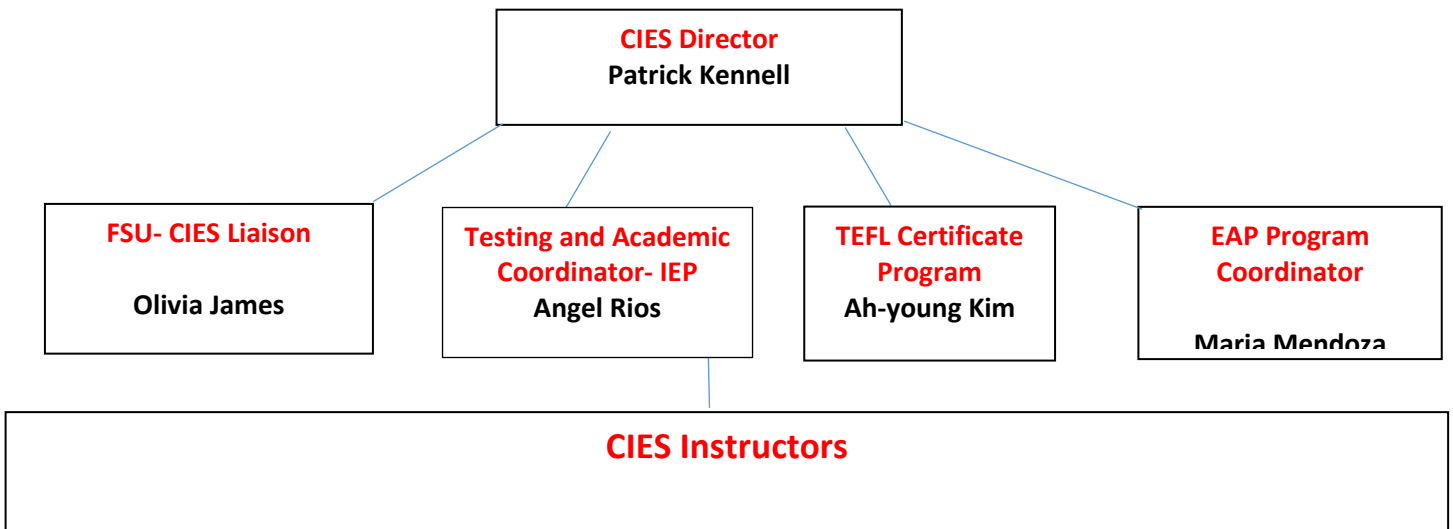 CIES Director
Patrick Kennell
FSU- CIES Liaison
Olivia James
Testing and Academic
Coordinator- IEP
Angel Rios
TEFL Certificate
Program
Ah-young Kim
EAP Program
Coordinator
Maria Mendoza
CIES Instructors